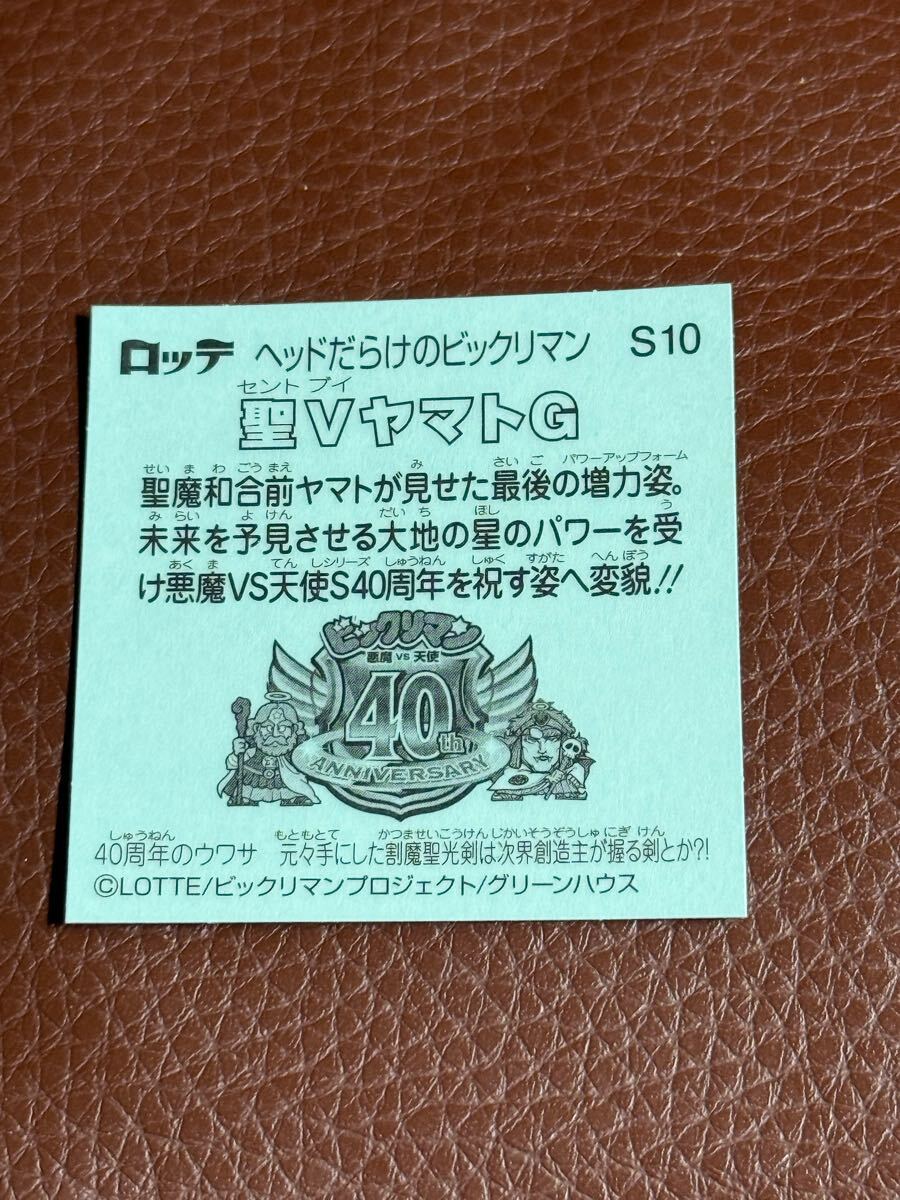 ロッテ ヘッドだらけのビックリマン S10
セント ブイ
聖VヤマトG
せいまわごうまえ み さいご パワーアップフォーム
聖魔和合前ヤマトが見せた最後の増力姿。
みらい よけん だいち ほし う
未来を予見させる大地の星のパワーを受
あくま てんしシリーズ しゅうねん しゅく すがた へんぼう
け悪魔VS天使S40周年を祝す姿へ変貌!!
ビックリマン
悪魔 VS 天使
40th
ANNIVERSARY
しゅうねん もともとて かつませいこうけん じかいそうぞうしゅ にぎ けん
40周年のウワサ 元々手にした割魔聖光剣は次界創造主が握る剣とか?!
©LOTTE/ビックリマンプロジェクト/グリーンハウス